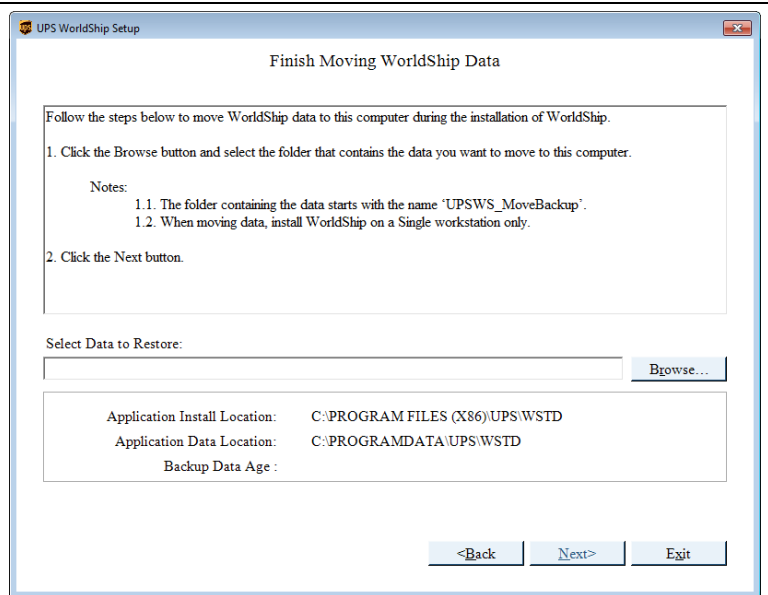 UPS WorldShip Setup
Finish Moving WorldShip Data
Follow the steps below to move WorldShip data to this computer during the installation of WorldShip.
1. Click the Browse button and select the folder that contains the data you want to move to this computer.
Notes:
1.1. The folder containing the data starts with the name ‘UPSWS_MoveBackup’.
1.2. When moving data, install WorldShip on a Single workstation only.
2. Click the Next button.
Select Data to Restore:
Browse...
Application Install Location: C:\PROGRAM FILES (X86)\UPS\WSTD
Application Data Location: C:\PROGRAMDATA\UPS\WSTD
Backup Data Age :
<Back Next> Exit